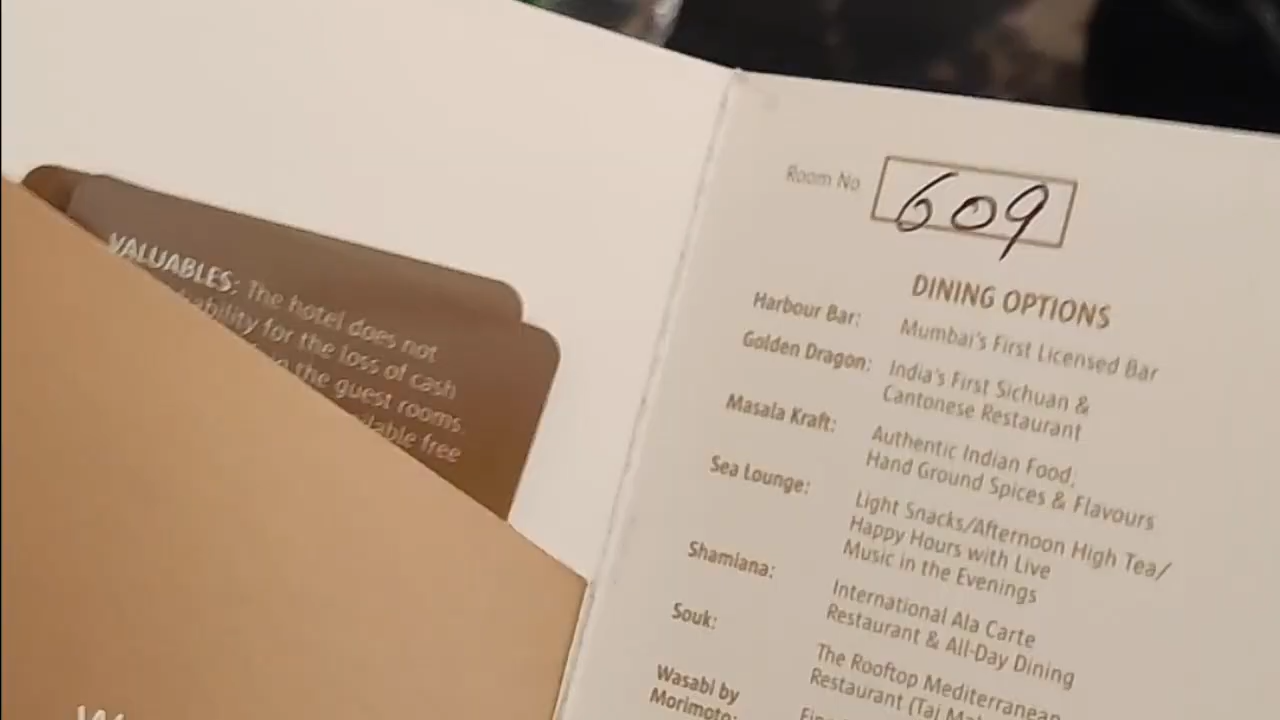 VALUABLES: The hotel does not
ability for the loss of cash
the guest rooms.
free
Room No 609
DINING OPTIONS
Harbour Bar: Mumbai's First Licensed Bar
Golden Dragon: India's First Sichuan &
Cantonese Restaurant
Masala Kraft: Authentic Indian Food,
Hand Ground Spices & Flavours
Sea Lounge: Light Snacks/Afternoon High Tea/
Happy Hours with Live
Music in the Evenings
Shamiana: International Ala Carte
Restaurant & All-Day Dining
Souk: The Rooftop Mediterranean
Restaurant (Taj
Wasabi by
Morimoto: